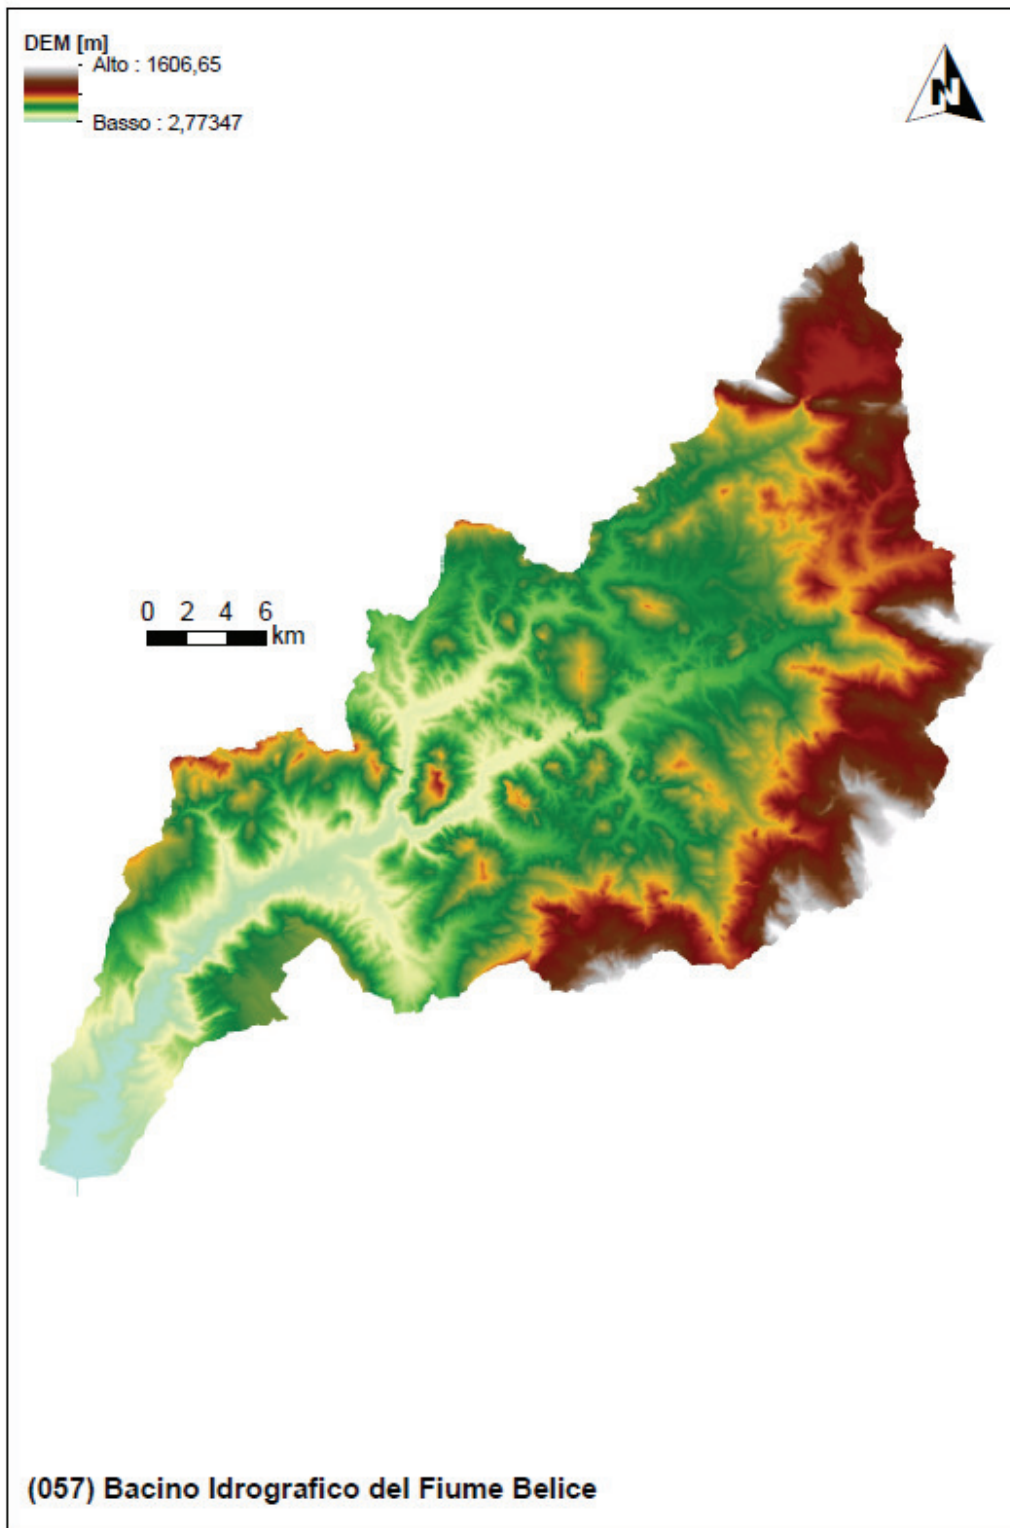 DEM [m]
Alto : 1606,65
Basso : 2,77347
N
0 2 4 6
km
(057) Bacino Idrografico del Fiume Belice